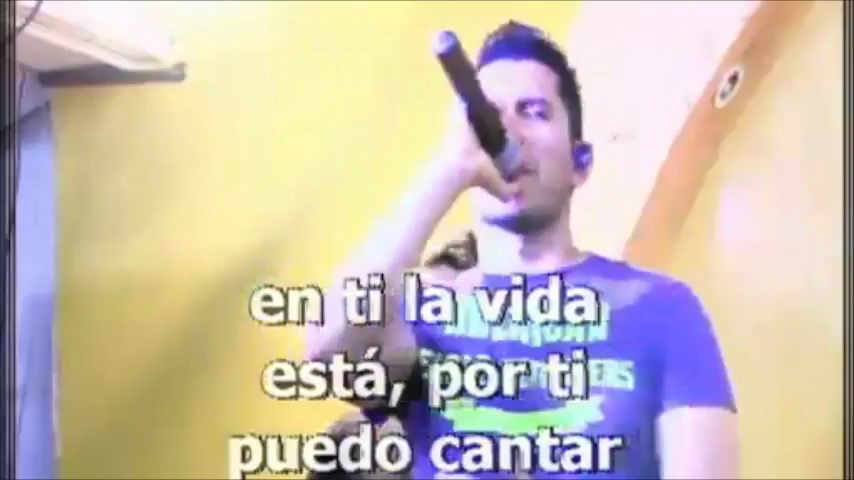 en ti la vida
está, por ti
puedo cantar